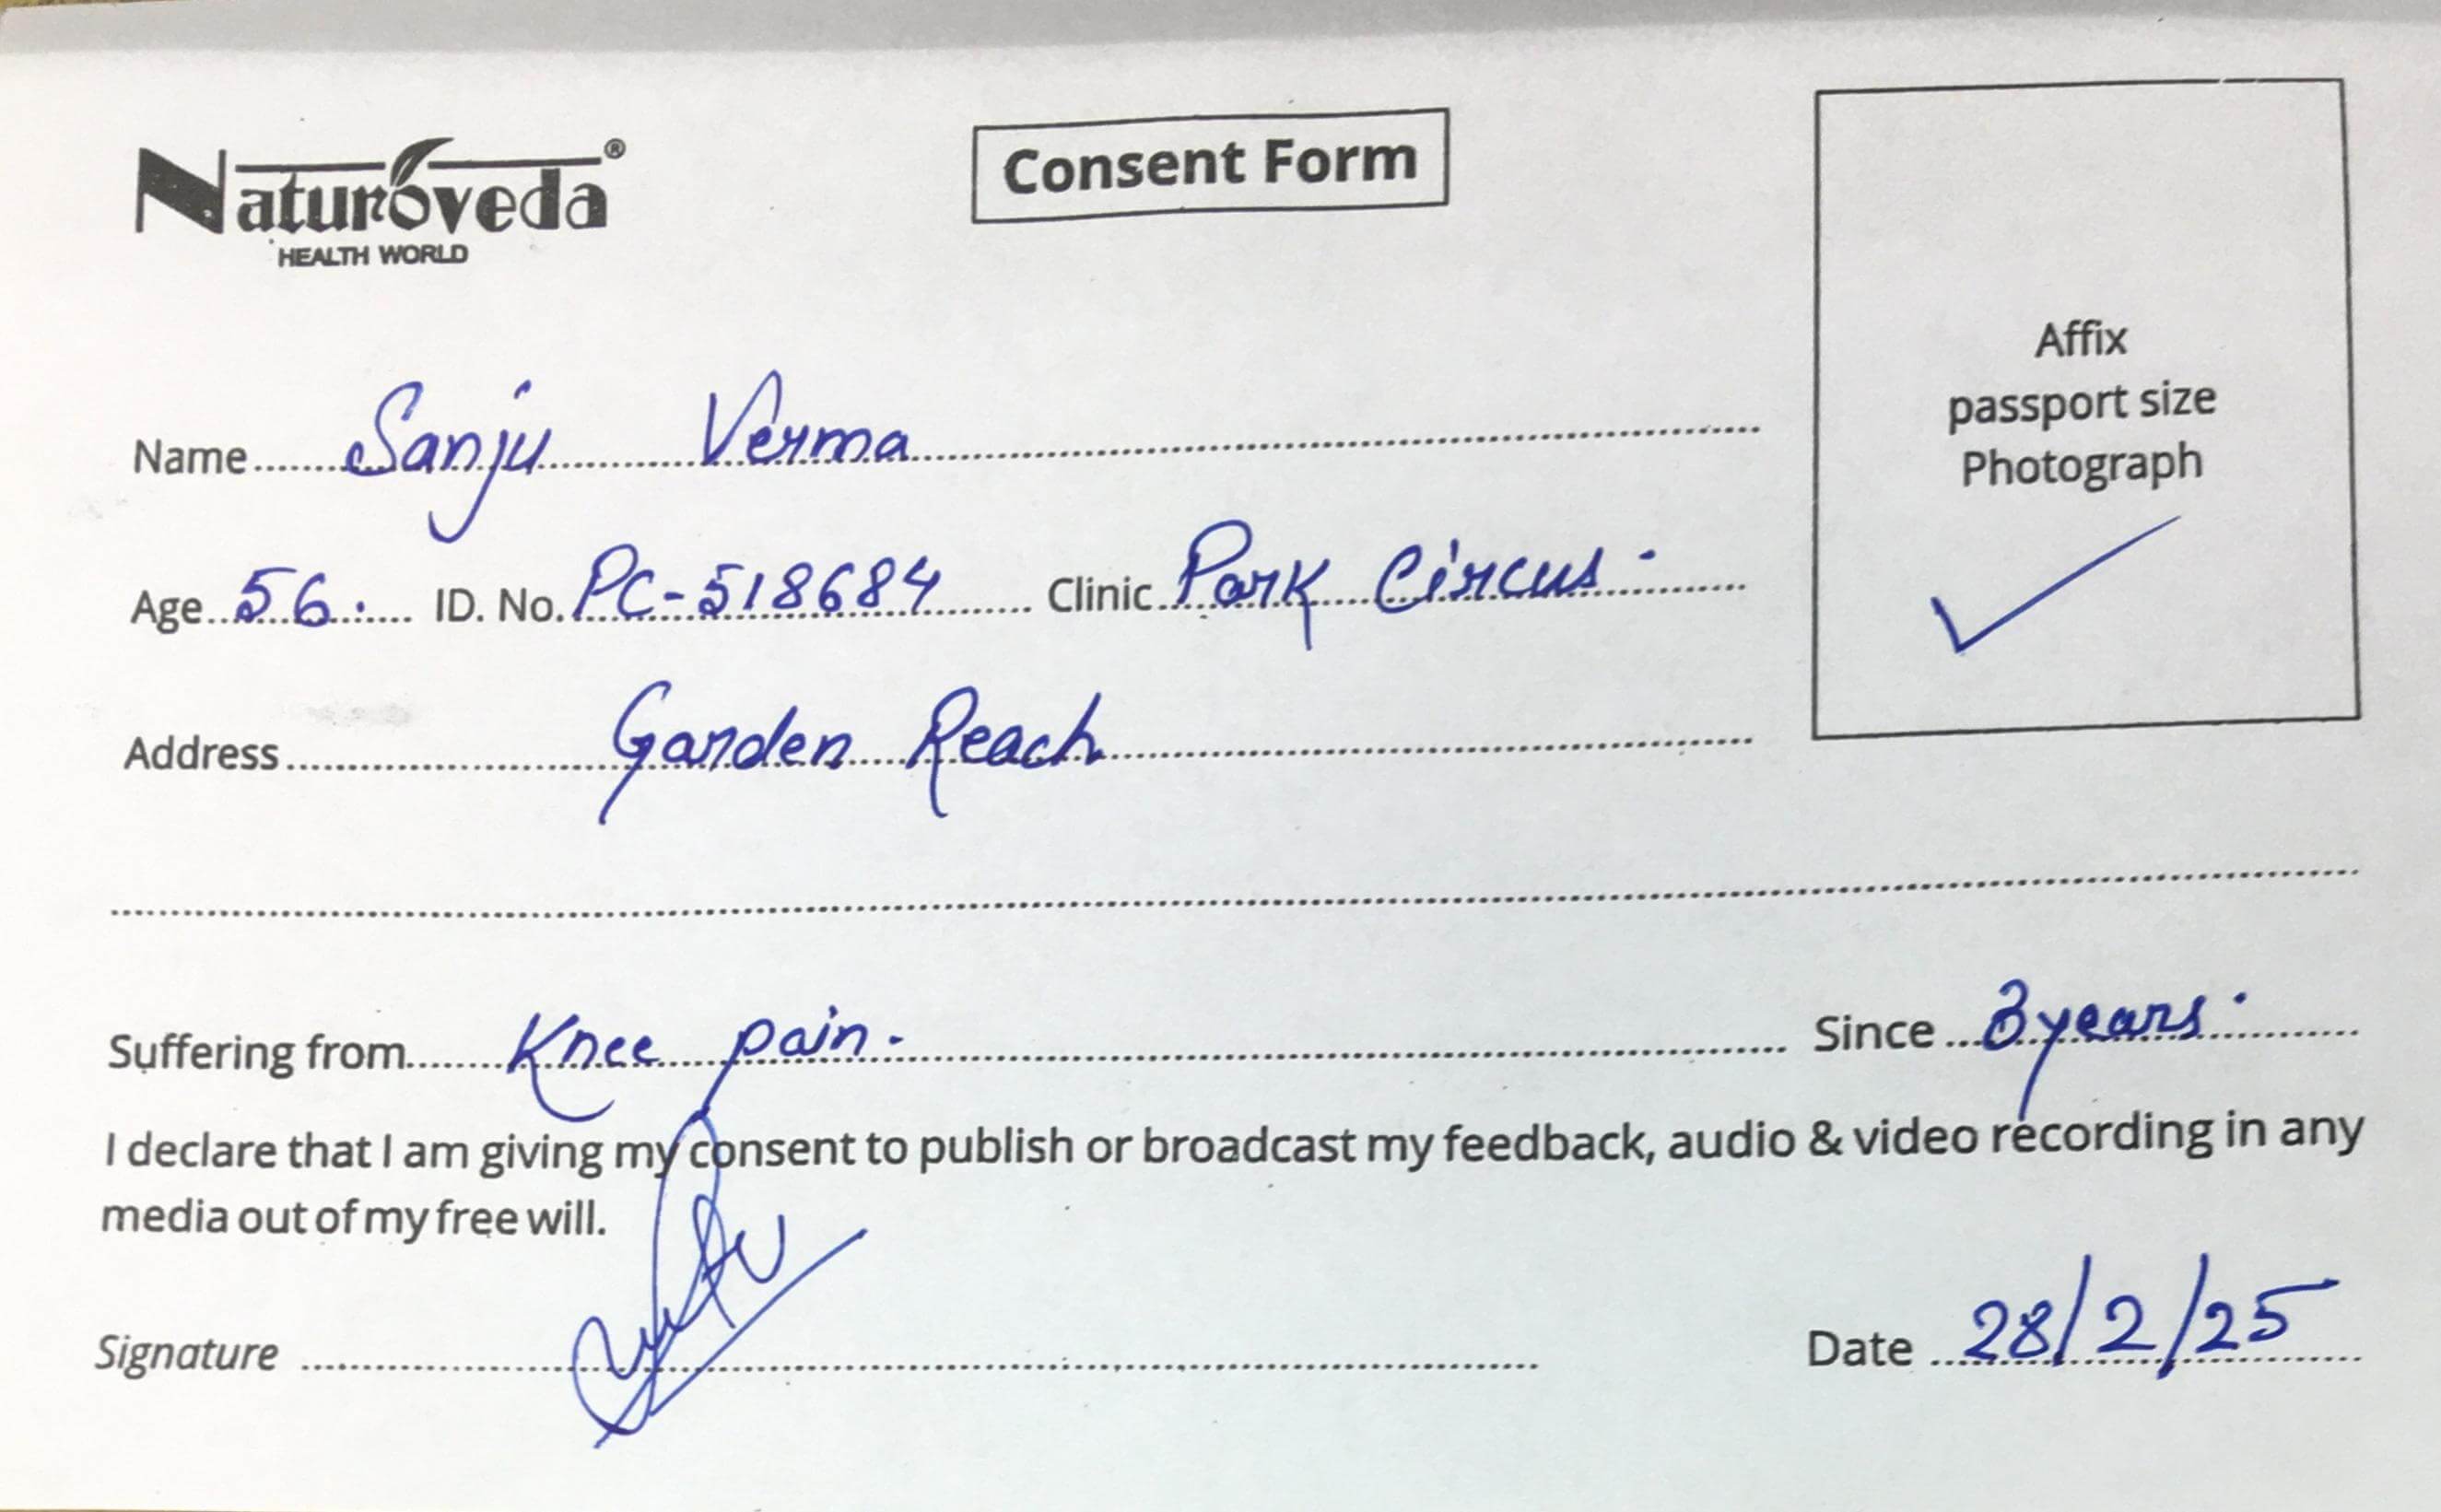 Naturoveda®
HEALTH WORLD
Consent Form
Affix
passport size
Photograph
Name Sanju Verma
Age 56. ID. No. PC-518684 Clinic Park Circus.
Address Garden Reach
Suffering from Knee pain. Since 3 years.
I declare that I am giving my consent to publish or broadcast my feedback, audio & video recording in any
media out of my free will.
Signature
Date 28/2/25